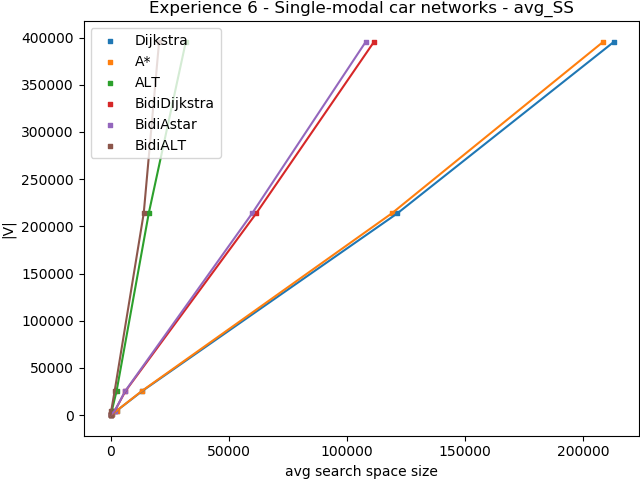 Experience 6 - Single-modal car networks - avg_SS
400000
350000
300000
250000
200000
150000
100000
50000
0
|V|
Dijkstra
A*
ALT
BidiDijkstra
BidiAstar
BidiALT
0
50000
100000
150000
200000
avg search space size